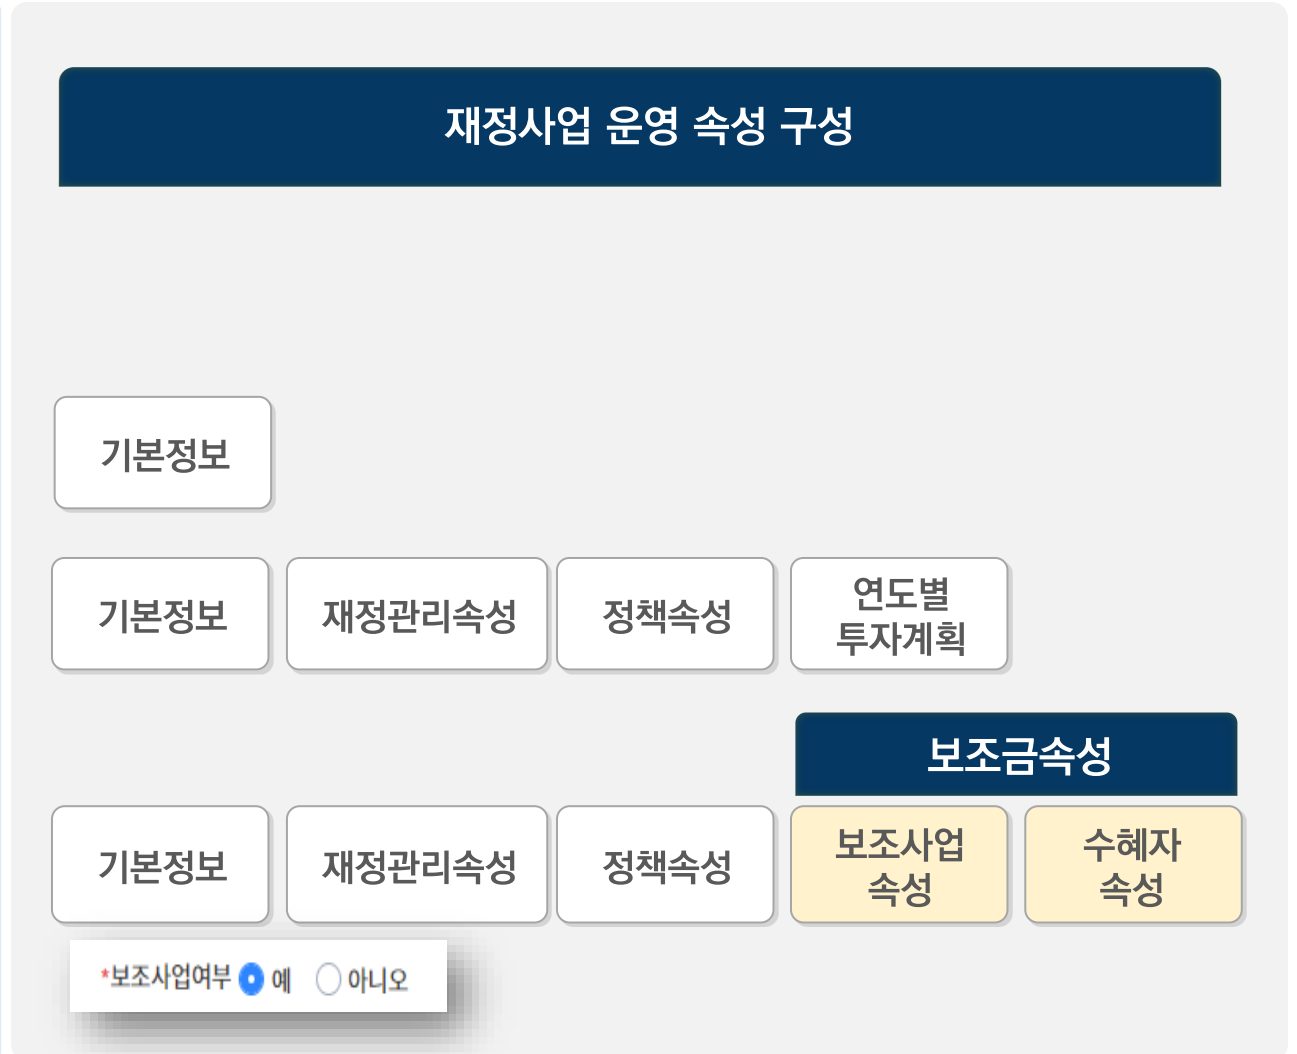 재정사업 운영 속성 구성
기본정보
기본정보
재정관리속성
정책속성
연도별
투자계획
보조금속성
기본정보
재정관리속성
정책속성
보조사업
속성
수혜자
속성
*보조사업여부 예 아니오